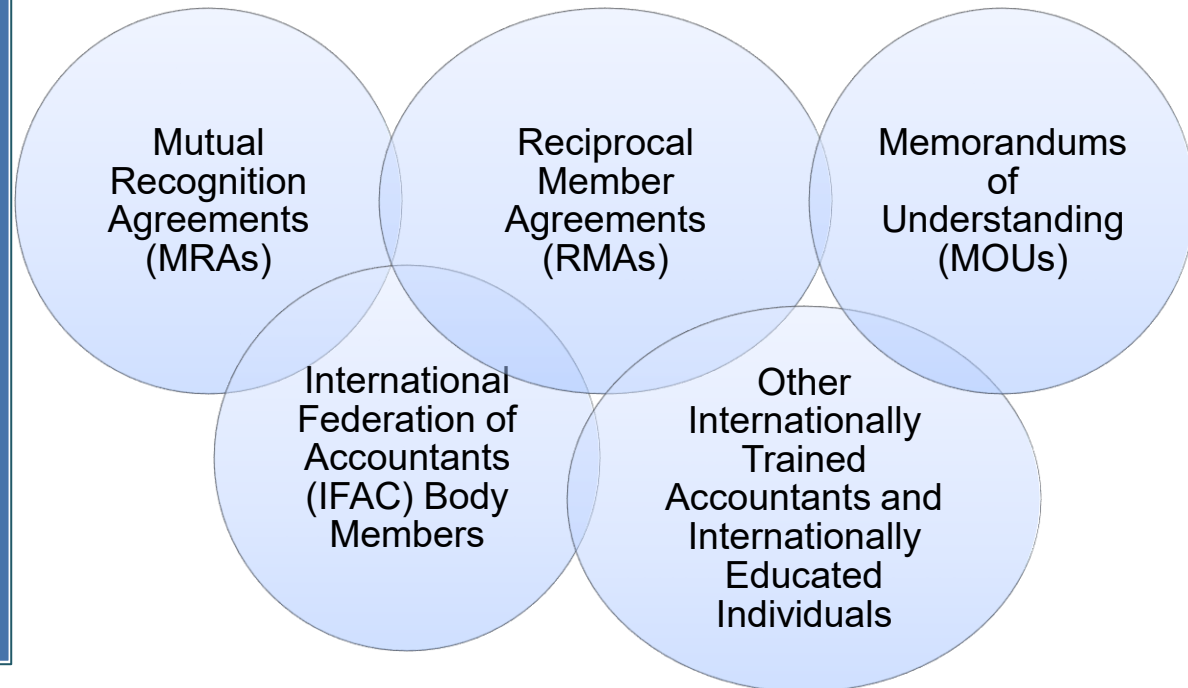 Mutual
Recognition
Agreements
(MRAs)
Reciprocal
Member
Agreements
(RMAs)
Memorandums
of
Understanding
(MOUs)
International
Federation of
Accountants
(IFAC) Body
Members
Other
Internationally
Trained
Accountants and
Internationally
Educated
Individuals